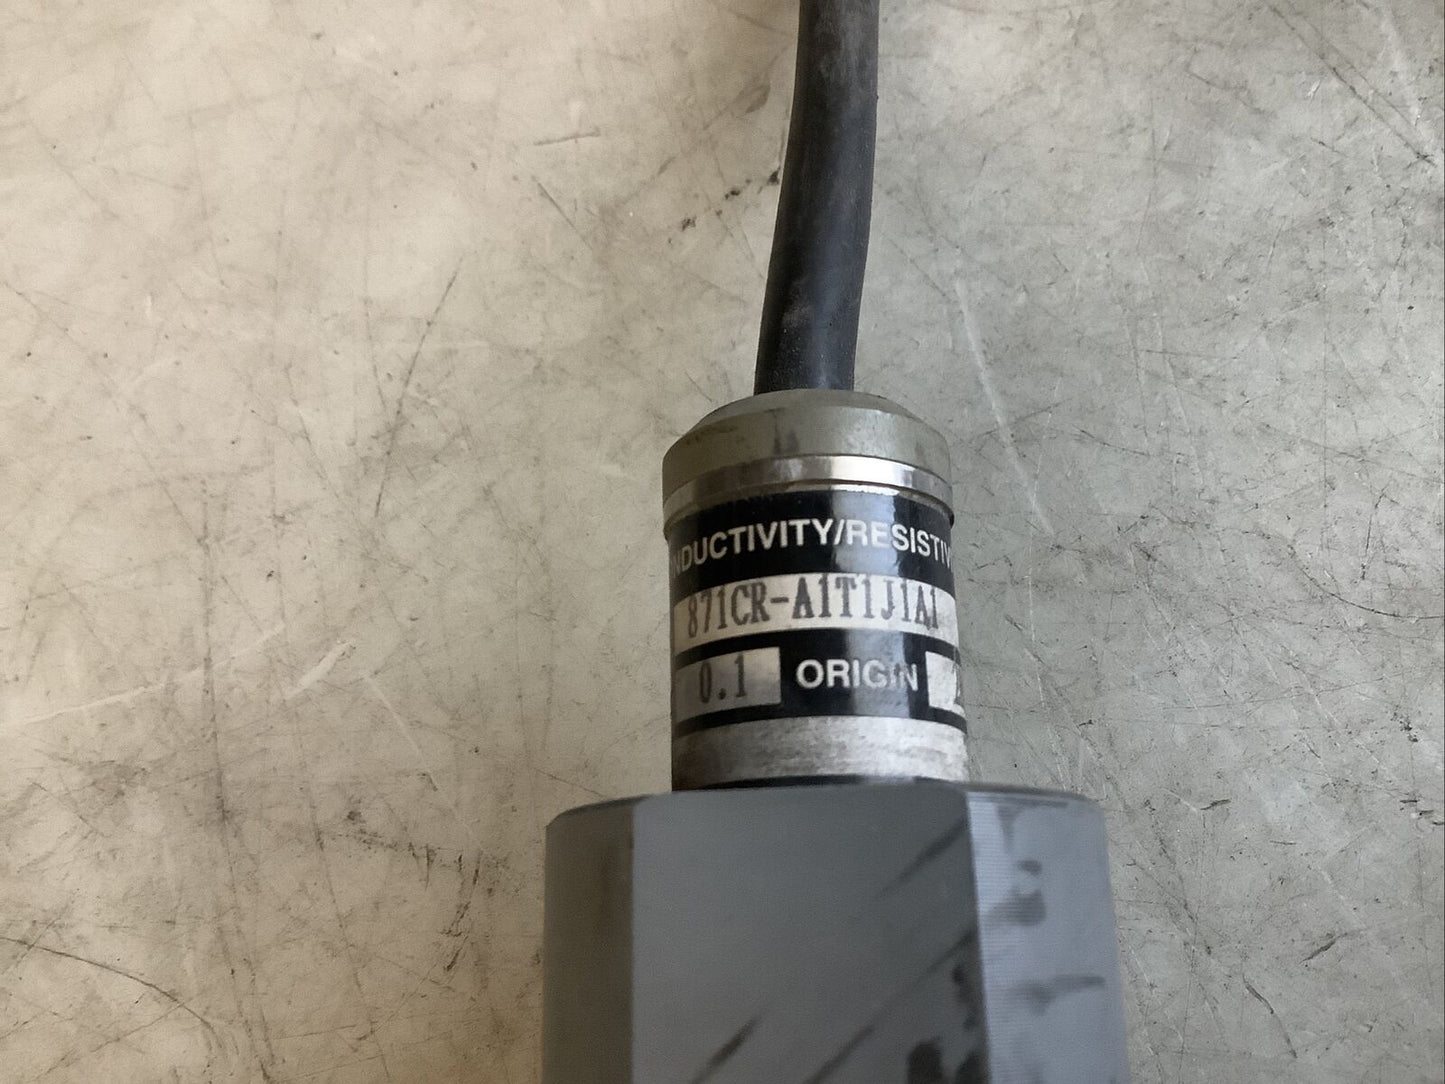 NDUCTIVITY/RESISTIV
871CR-A1T1J1A1
0.1 ORIGIN